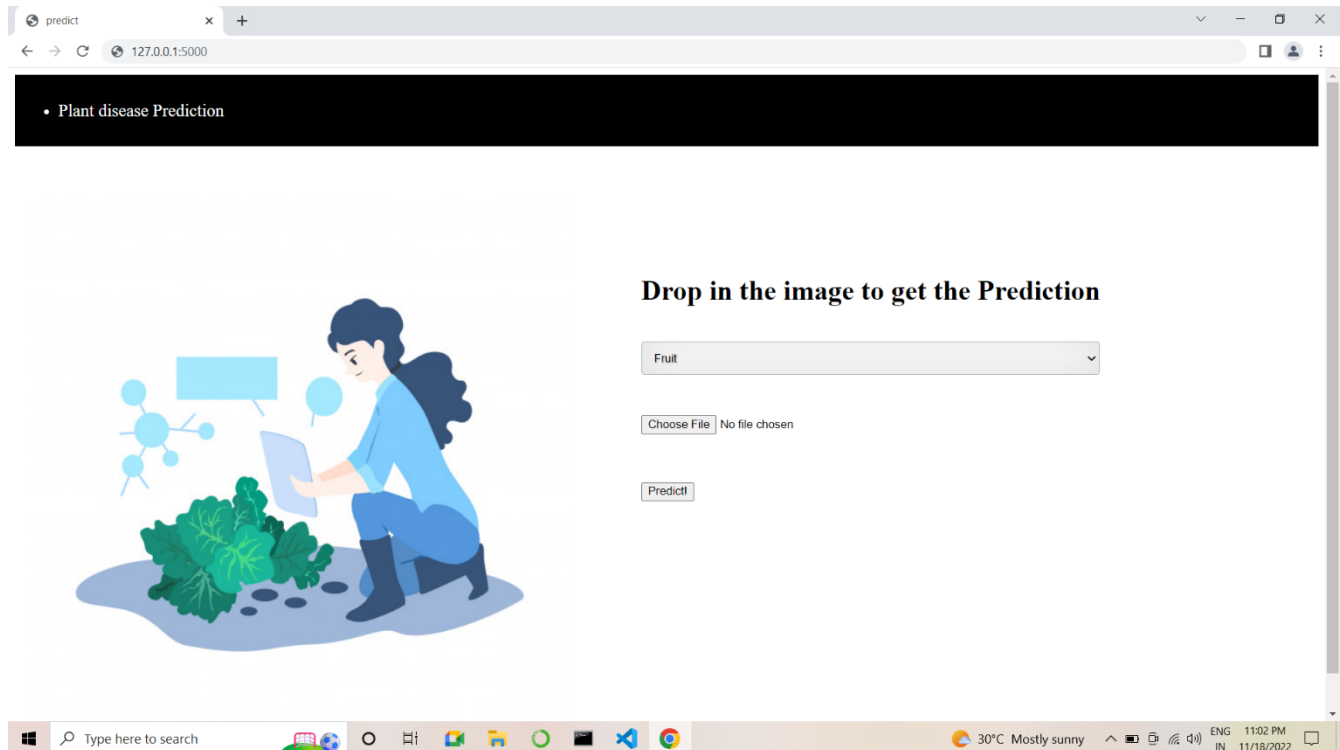 predict
127.0.0.1:5000
Plant disease Prediction
Drop in the image to get the Prediction
Fruit
Choose File No file chosen
Predict!
Type here to search
30°C Mostly sunny
ENG
IN
11:02 PM
11/18/2022